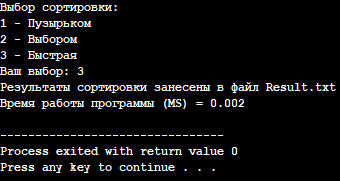 Выбор сортировки:
1 - Пузырьком
2 - Выбором
3 - Быстрая
Ваш выбор: 3
Результаты сортировки занесены в файл Result.txt
Время работы программы (MS) = 0.002
--------------------------------
Process exited with return value 0
Press any key to continue . . .